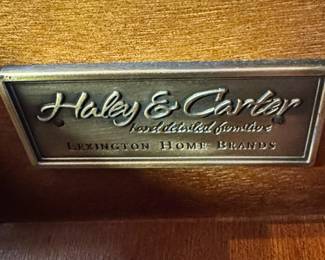 Haley & Carter
hand detailed furniture
LEXINGTON HOME BRANDS